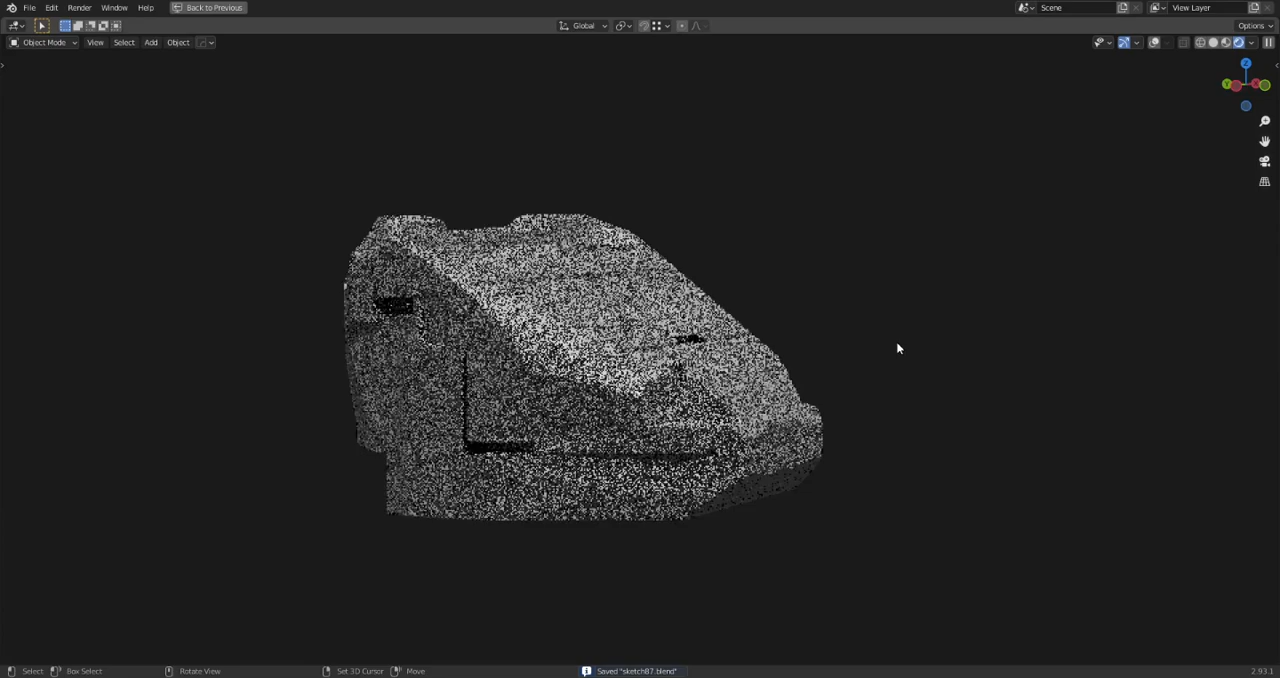 File Edit Render Window Help Back to Previous Scene View Layer
Global Options
Object Mode View Select Add Object
Z
Y X
Select Box Select Rotate View Set 3D Cursor Move Saved "sketch87.blend" 2.93.1